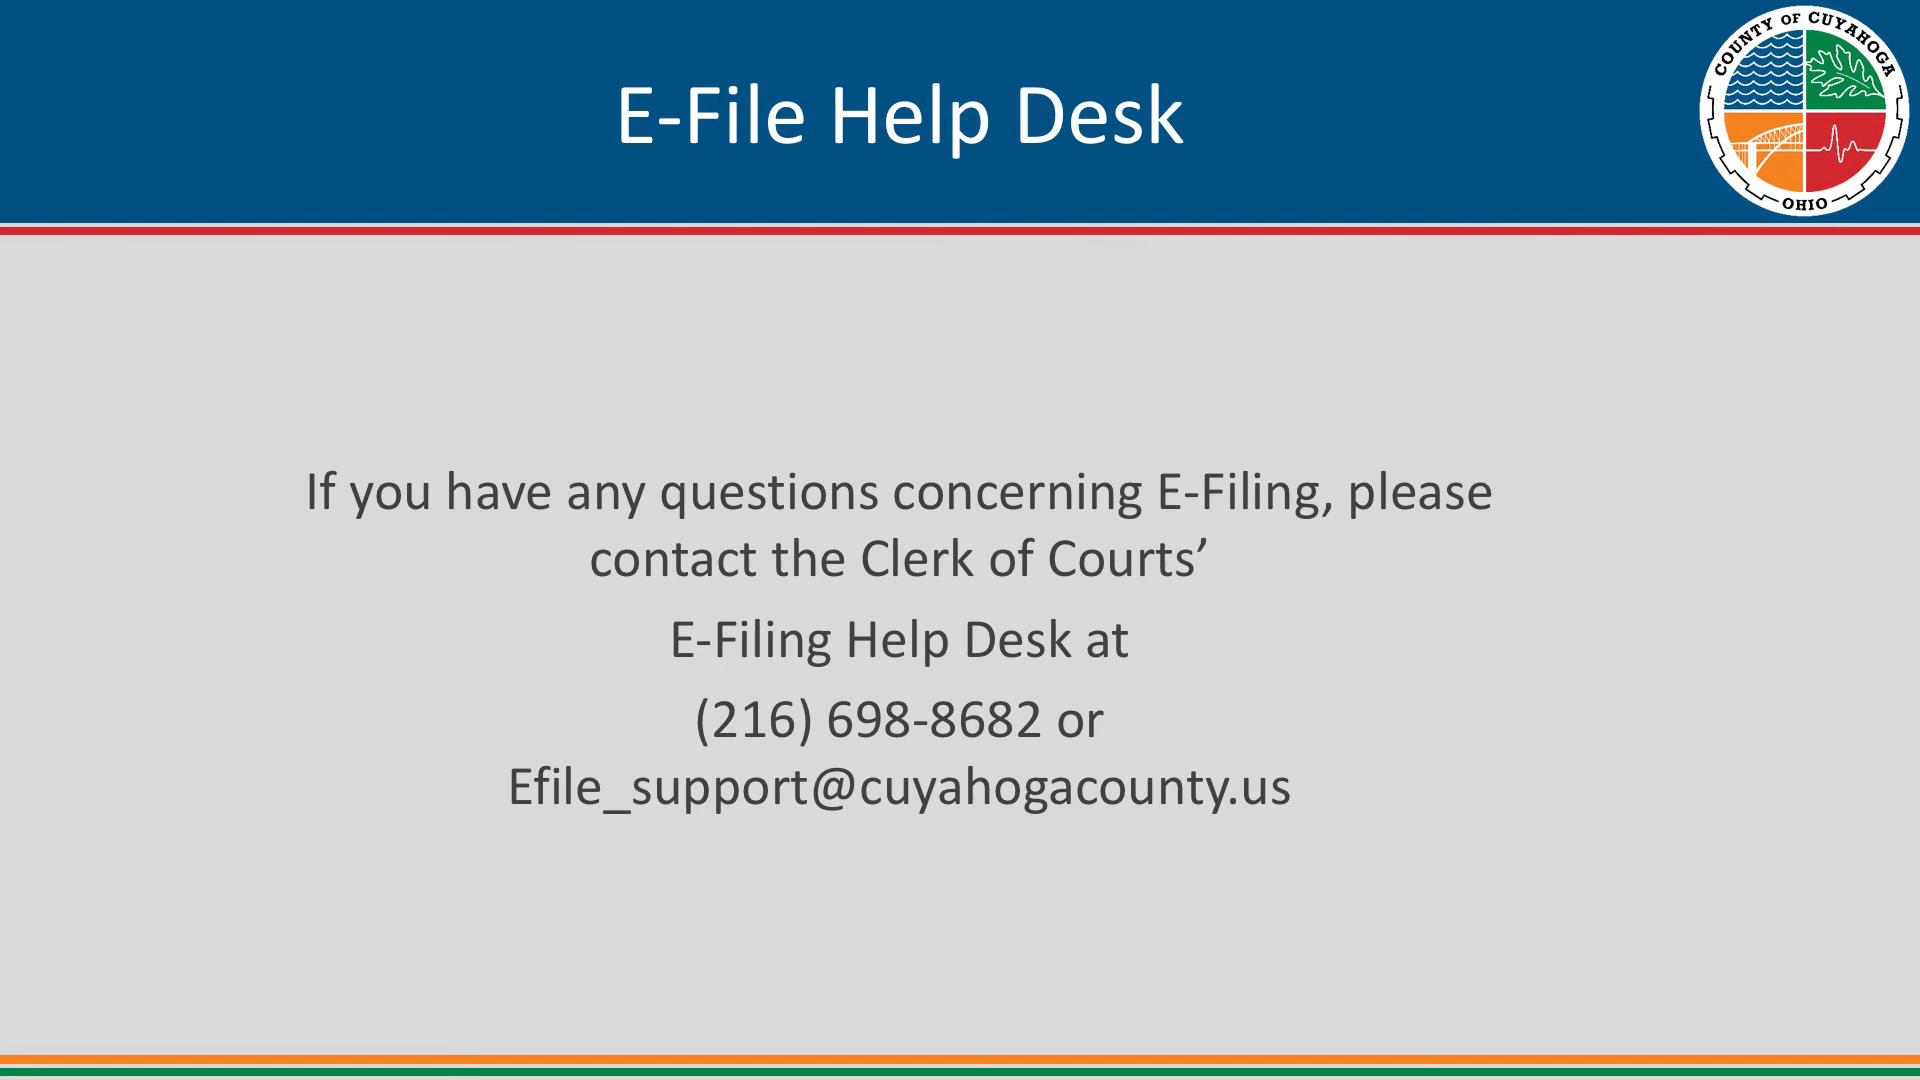 E-File Help Desk
COUNTY OF CUYAHOGA
OHIO
If you have any questions concerning E-Filing, please
contact the Clerk of Courts’
E-Filing Help Desk at
(216) 698-8682 or
Efile_support@cuyahogacounty.us